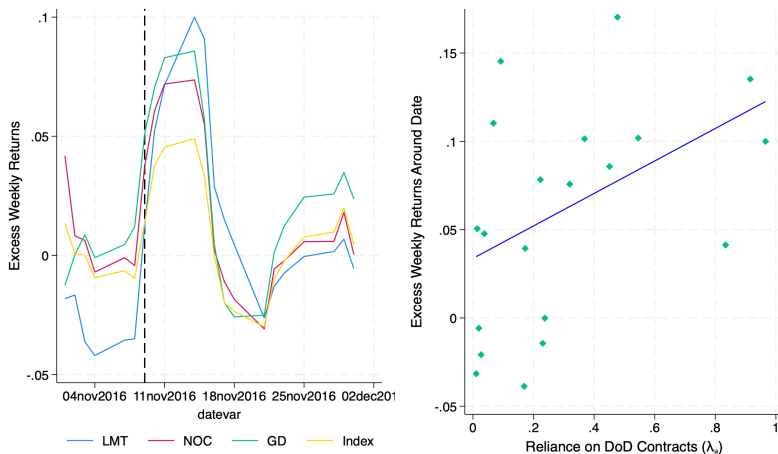 Excess Weekly Returns
.1
.05
0
-.05
04nov2016 11nov2016 18nov2016 25nov2016 02dec201
datevar
LMT NOC GD Index
Excess Weekly Returns Around Date
.15
.1
.05
0
-.05
0 .2 .4 .6 .8 1
Reliance on DoD Contracts (λₐ)